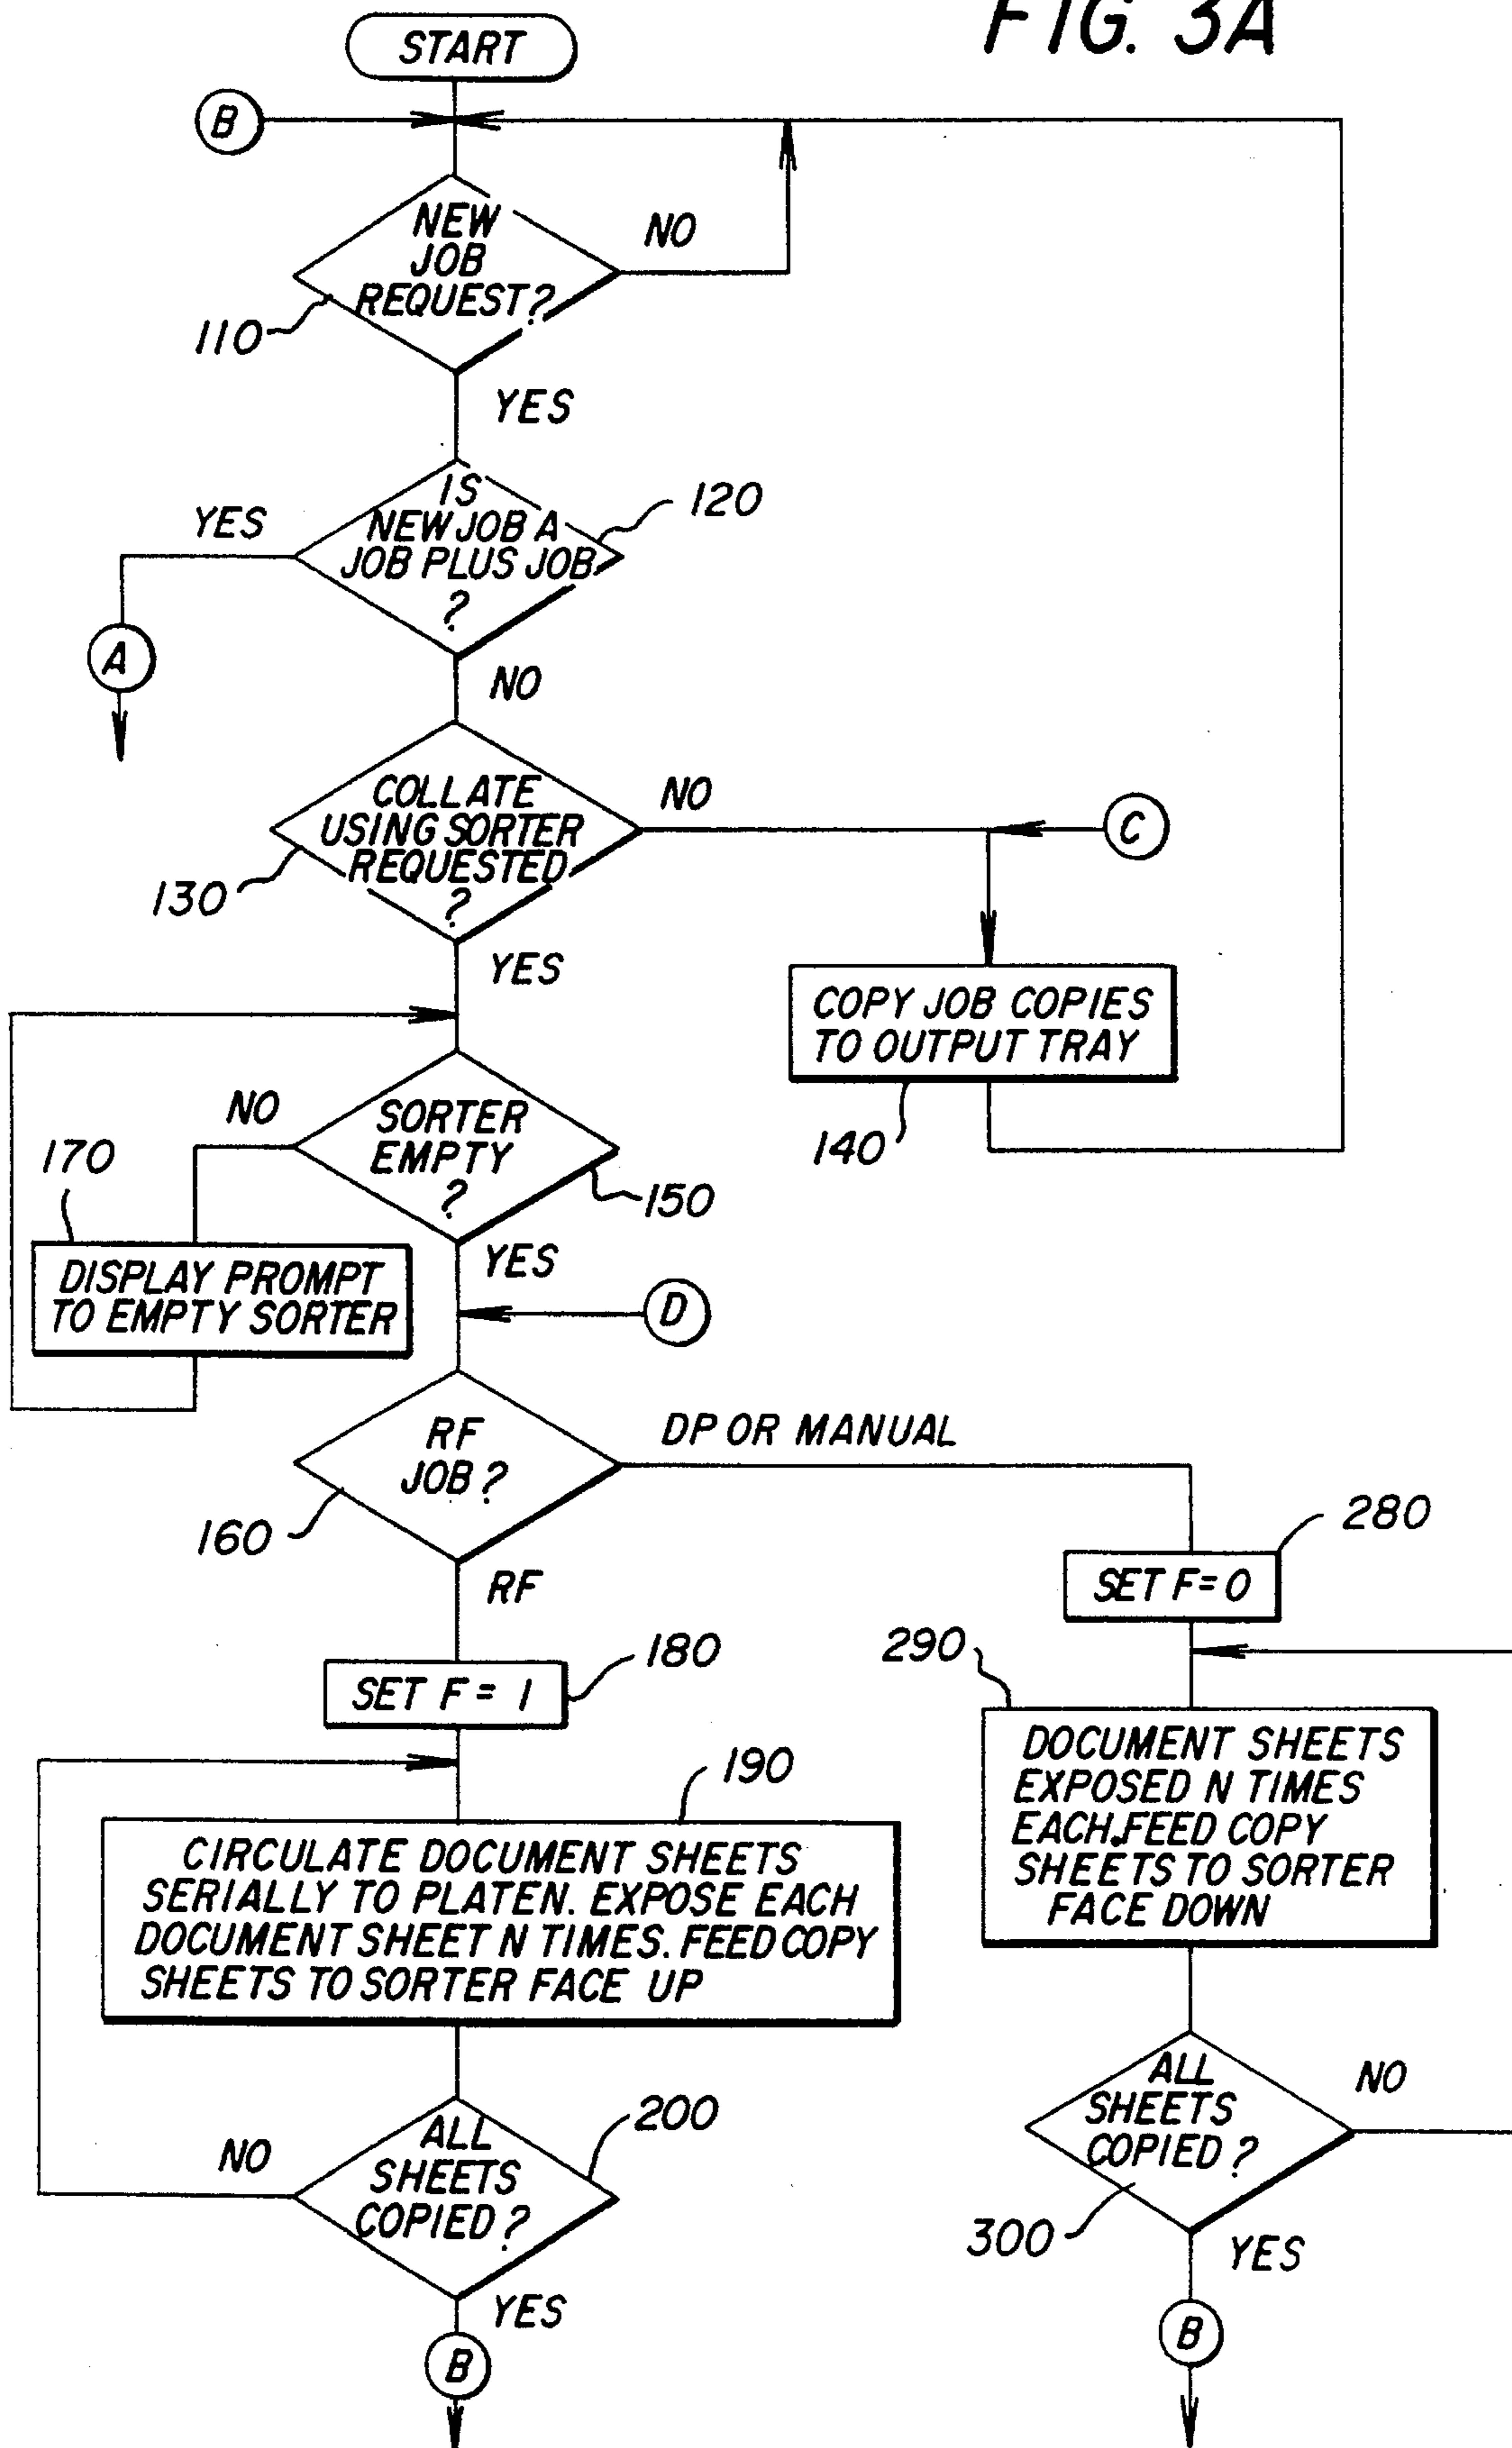 FIG. 3A
START
B
NEW
JOB
REQUEST?
NO
110
YES
IS
NEW JOB A
JOB PLUS JOB
?
120
YES
A
NO
COLLATE
USING SORTER
REQUESTED
?
NO
C
130
YES
COPY JOB COPIES
TO OUTPUT TRAY
140
SORTER
EMPTY
?
NO
150
170
DISPLAY PROMPT
TO EMPTY SORTER
YES
D
RF
JOB?
DP OR MANUAL
160
RF
280
SET F=0
180
SET F= 1
290
DOCUMENT SHEETS
EXPOSED N TIMES
EACH.FEED COPY
SHEETS TO SORTER
FACE DOWN
190
CIRCULATE DOCUMENT SHEETS
SERIALLY TO PLATEN. EXPOSE EACH
DOCUMENT SHEET N TIMES. FEED COPY
SHEETS TO SORTER FACE UP
ALL
SHEETS
COPIED?
NO
200
YES
B
ALL
SHEETS
COPIED?
NO
300
YES
B